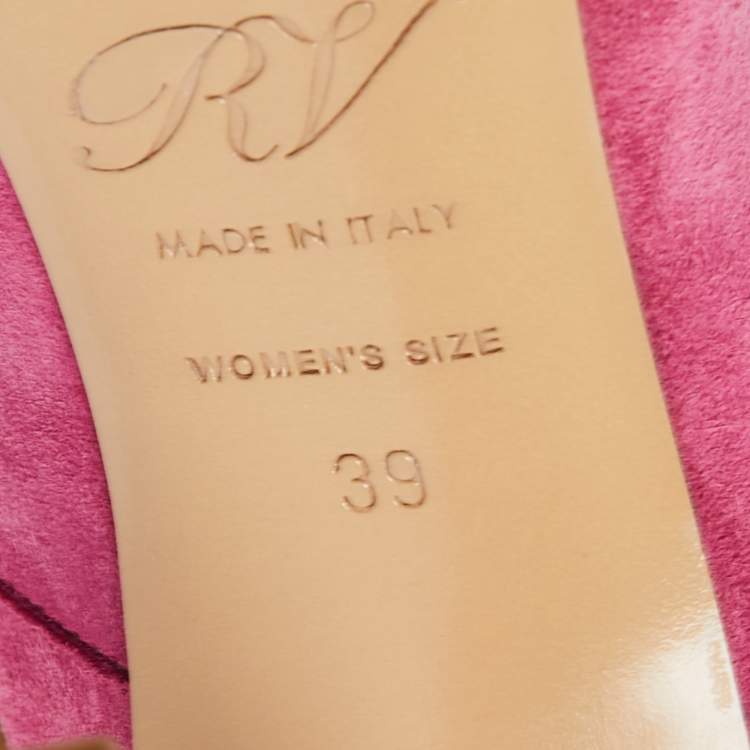 RV
MADE IN ITALY
WOMEN'S SIZE
39